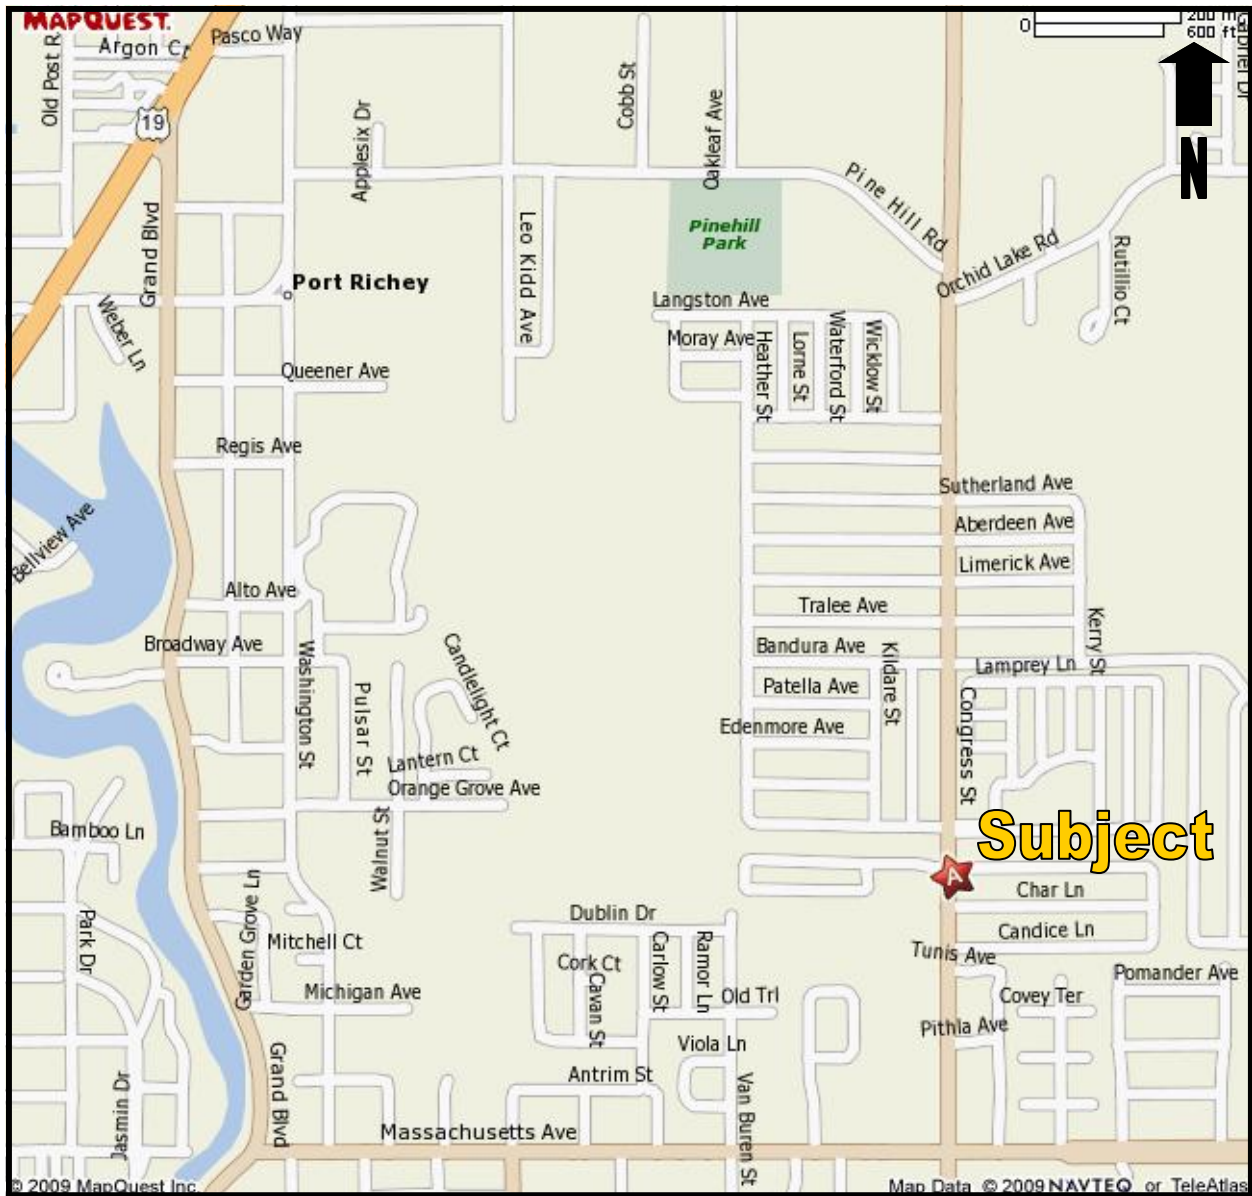 MAPQUEST.
200 m
0
600 ft
Argon Ct
Pasco Way
Old Post R
Gabriel Dr
Cobb St
Oakleaf Ave
Applesix Dr
19
N
Pine Hill Rd
Grand Blvd
Leo Kidd Ave
Pinehill
Park
Orchid Lake Rd
Rutillio Ct
Port Richey
Weber Ln
Langston Ave
Moray Ave
Heather St
Lorne St
Waterford St
Wicklow St
Queener Ave
Regis Ave
Sutherland Ave
Bellview Ave
Aberdeen Ave
Limerick Ave
Alto Ave
Tralee Ave
Broadway Ave
Bandura Ave
Kildare St
Kerry St
Washington St
Candlelight Ct
Lamprey Ln
Pulsar St
Patella Ave
Congress St
Edenmore Ave
Lantern Ct
Orange Grove Ave
Bamboo Ln
Walnut St
Subject
A
Char Ln
Garden Grove Ln
Park Dr
Dublin Dr
Candice Ln
Mitchell Ct
Carlow St
Ramor Ln
Tunis Ave
Cork Ct
Pomander Ave
Cavan St
Michigan Ave
Old Trl
Covey Ter
Pithla Ave
Viola Ln
Grand Blvd
Antrim St
Van Buren St
Jasmin Dr
Massachusetts Ave
© 2009 MapQuest Inc.
Map Data © 2009 NAVTEQ or TeleAtlas